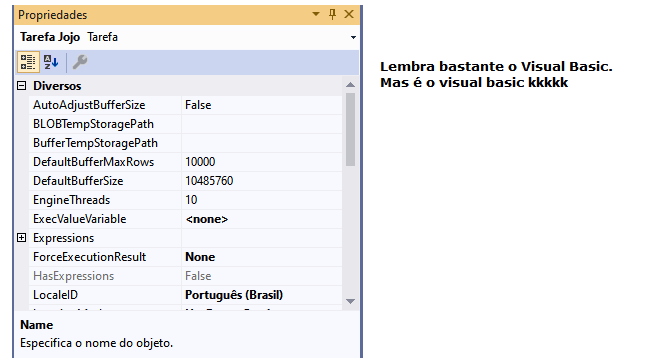 Propriedades
Tarefa Jojo Tarefa
Lembra bastante o Visual Basic.
Mas é o visual basic kkkkk
Diversos
AutoAdjustBufferSize False
BLOBTempStoragePath
BufferTempStoragePath
DefaultBufferMaxRows 10000
DefaultBufferSize 10485760
EngineThreads 10
ExecValueVariable <none>
Expressions
ForceExecutionResult None
HasExpressions False
LocaleID Português (Brasil)
Name
Especifica o nome do objeto.